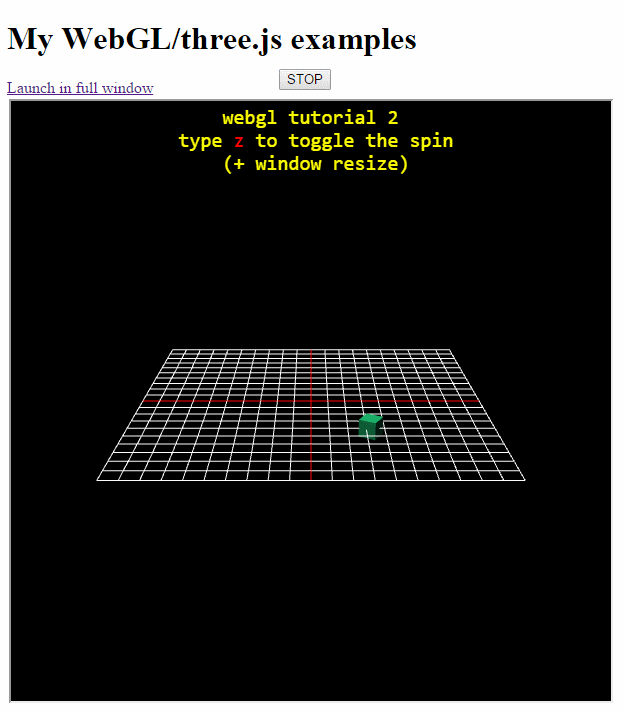 My WebGL/three.js examples
Launch in full window
STOP
webgl tutorial 2
type z to toggle the spin
(+ window resize)